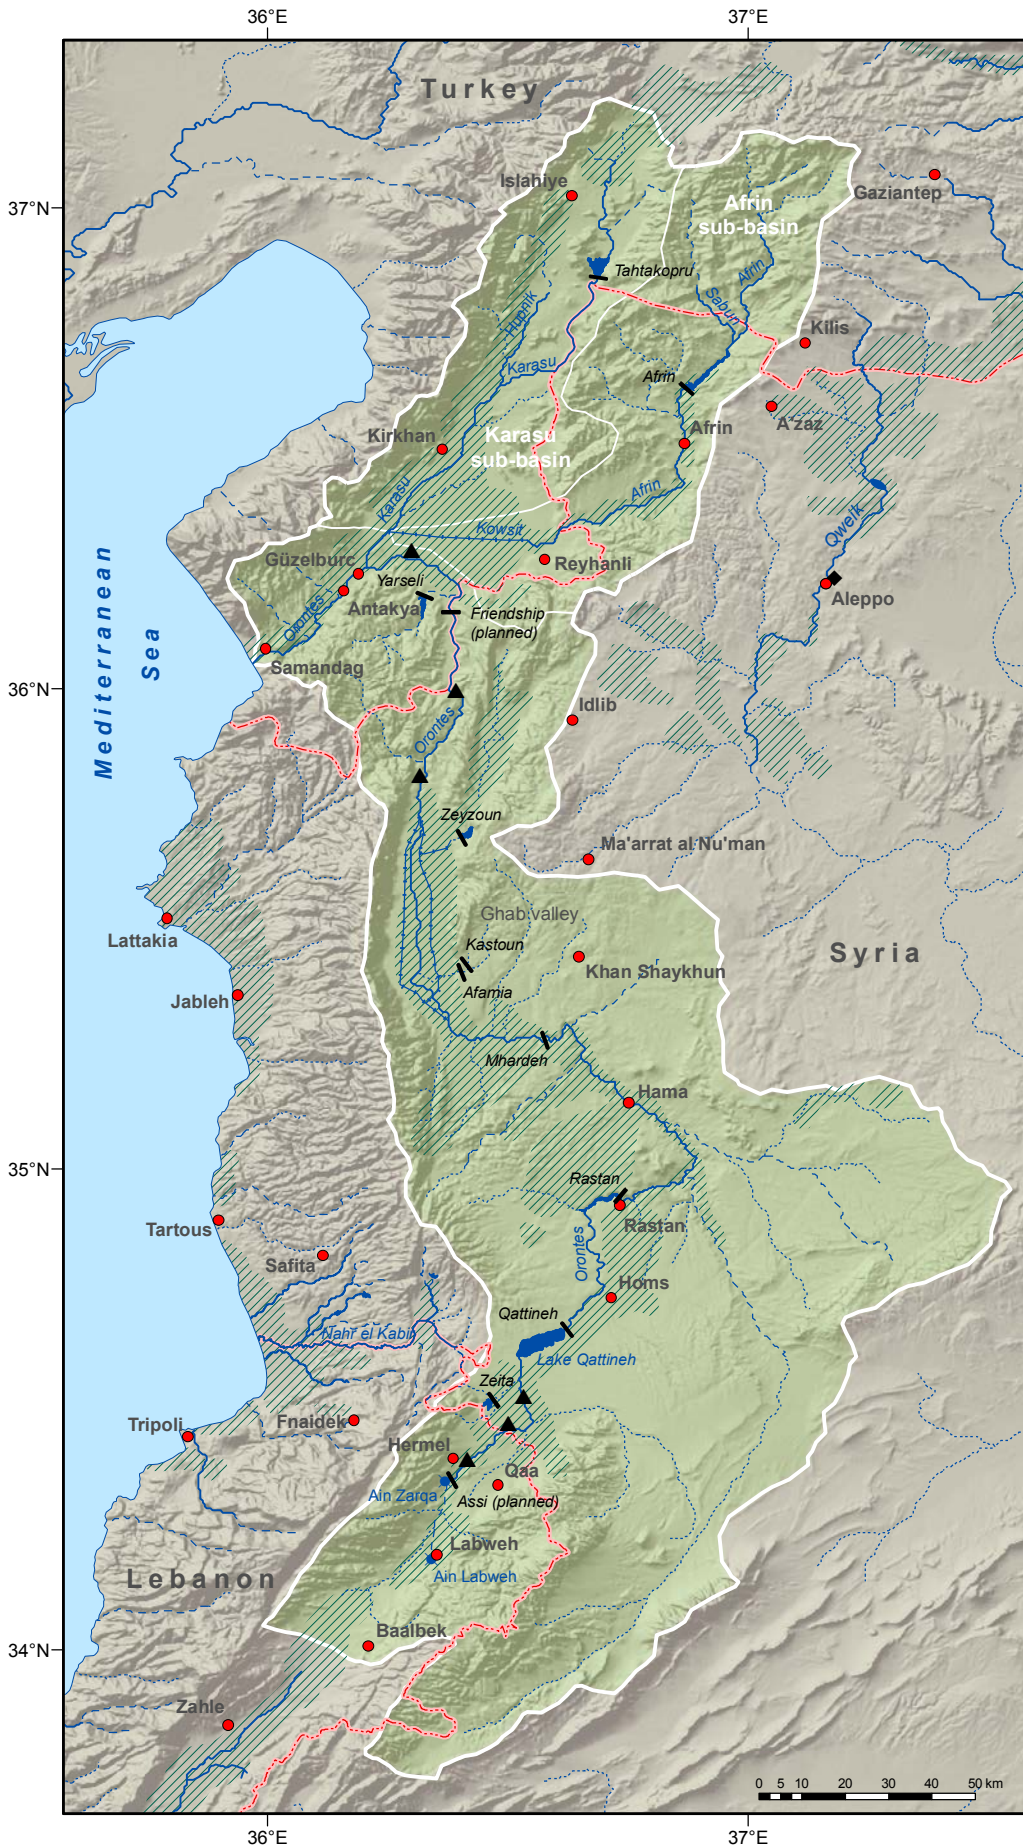 36°E
37°E
Turkey
Islahiye
Gaziantep
37°N
Afrin
sub-basin
Tahtakopru
Afrin
Sabun
Hupnik
Kilis
Karasu
Afrin
A'zaz
Kirkhan
Karasu
sub-basin
Afrin
Karasu
Afrin
Kowsit
Qweik
Güzelburc
Reyhanli
Yarseli
Antakya
Aleppo
Friendship
(planned)
Orontes
Mediterranean
Sea
Samandag
36°N
Idlib
Orontes
Zeyzoun
Ma'arrat al Nu'man
Ghab valley
Lattakia
Kastoun
Syria
Khan Shaykhun
Afamia
Jableh
Mhardeh
Hama
35°N
Rastan
Tartous
Rastan
Orontes
Safita
Homs
Qattineh
Nahr el Kabir
Lake Qattineh
Zeita
Tripoli
Fnaidek
Hermel
Qaa
Ain Zarqa
Assi (planned)
Labweh
Lebanon
Ain Labweh
Baalbek
34°N
Zahle
0 5 10 20 30 40 50 km
36°E
37°E